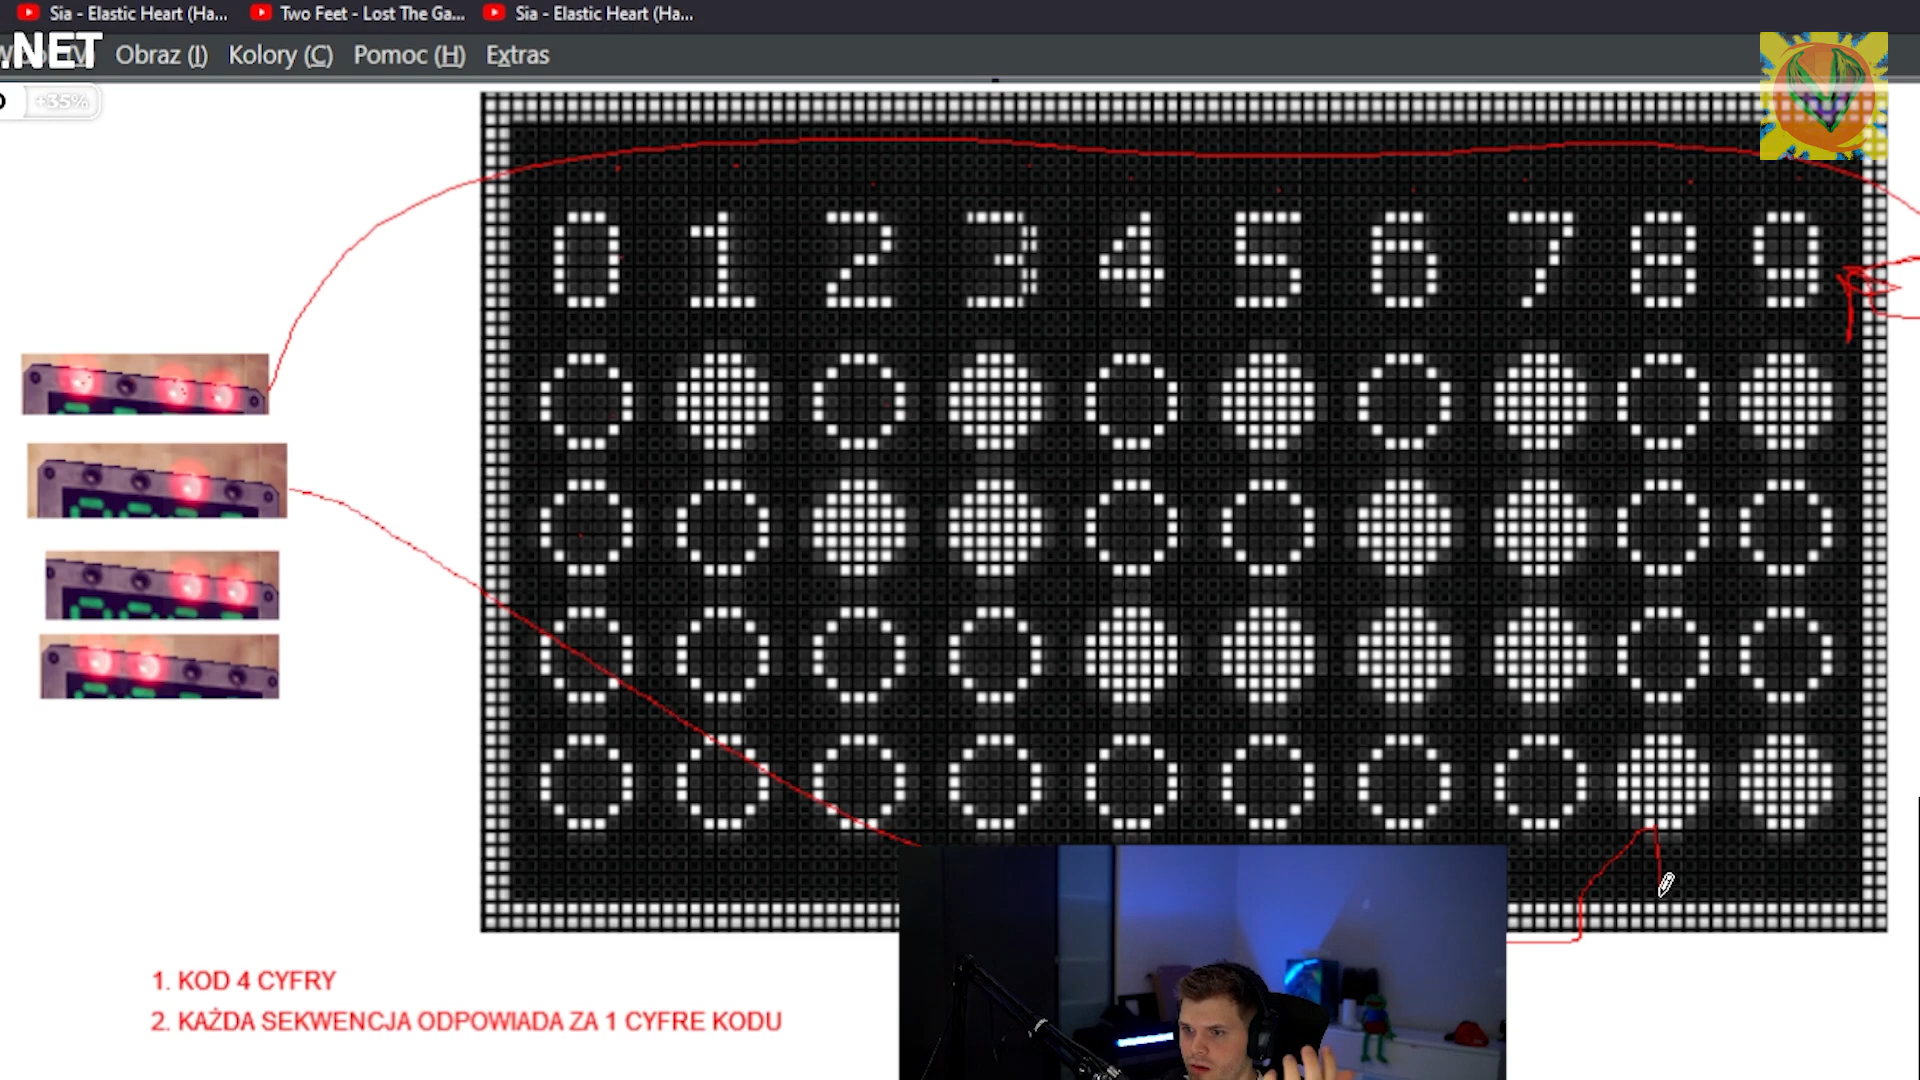 Sia - Elastic Heart (Ha... Two Feet - Lost The Ga... Sia - Elastic Heart (Ha...
.NET
Obraz (I) Kolory (C) Pomoc (H) Extras
+35%
0 1 2 3 4 5 6 7 8 9
1. KOD 4 CYFRY
2. KAŻDA SEKWENCJA ODPOWIADA ZA 1 CYFRE KODU